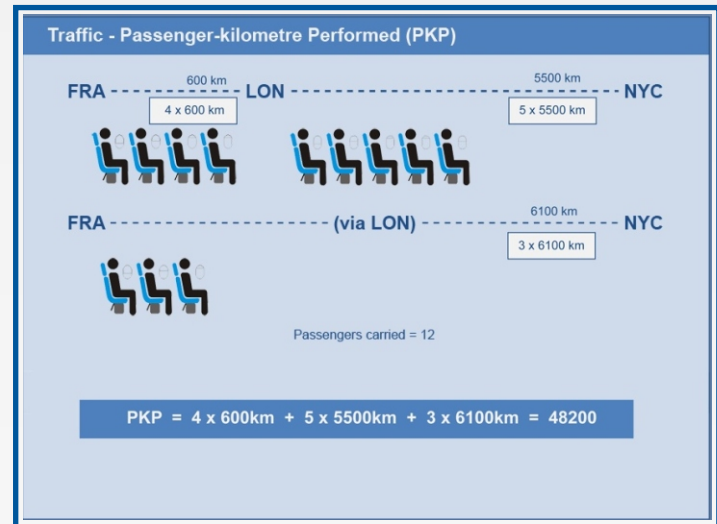 Traffic - Passenger-kilometre Performed (PKP)
600 km
5500 km
FRA LON NYC
4 x 600 km
5 x 5500 km
6100 km
FRA (via LON) NYC
3 x 6100 km
Passengers carried = 12
PKP = 4 x 600km + 5 x 5500km + 3 x 6100km = 48200